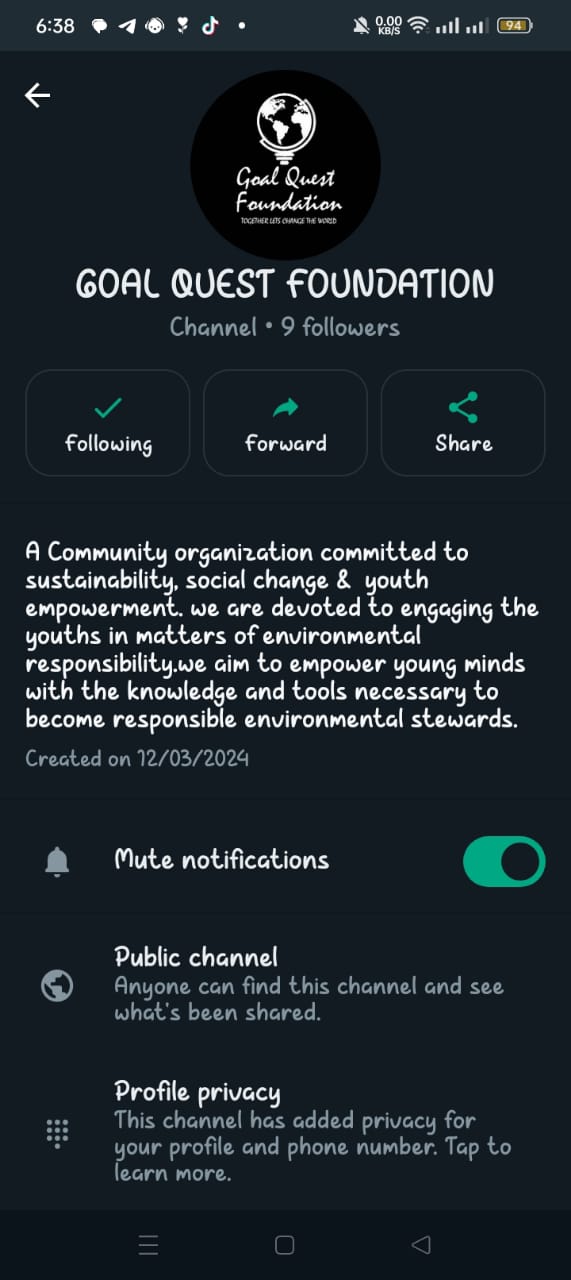 6:38
0.00
KB/S
94
Goal Quest
Foundation
TOGETHER LETS CHANGE THE WORLD
GOAL QUEST FOUNDATION
Channel • 9 followers
Following
Forward
Share
A Community organization committed to
sustainability, social change & youth
empowerment. we are devoted to engaging the
youths in matters of environmental
responsibility.we aim to empower young minds
with the knowledge and tools necessary to
become responsible environmental stewards.
Created on 12/03/2024
Mute notifications
Public channel
Anyone can find this channel and see
what's been shared.
Profile privacy
This channel has added privacy for
your profile and phone number. Tap to
learn more.